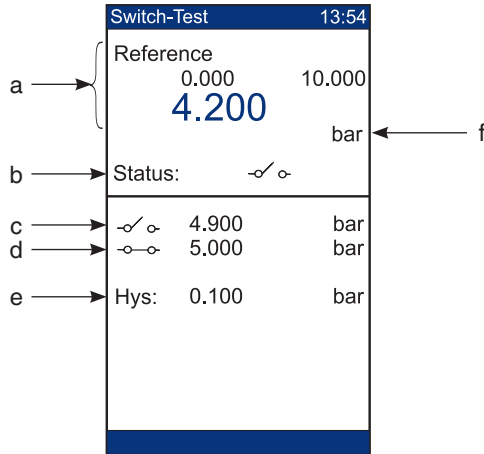 Switch-Test 13:54
Reference
0.000 10.000
a
4.200
bar f
b Status:
c 4.900 bar
d 5.000 bar
e Hys: 0.100 bar